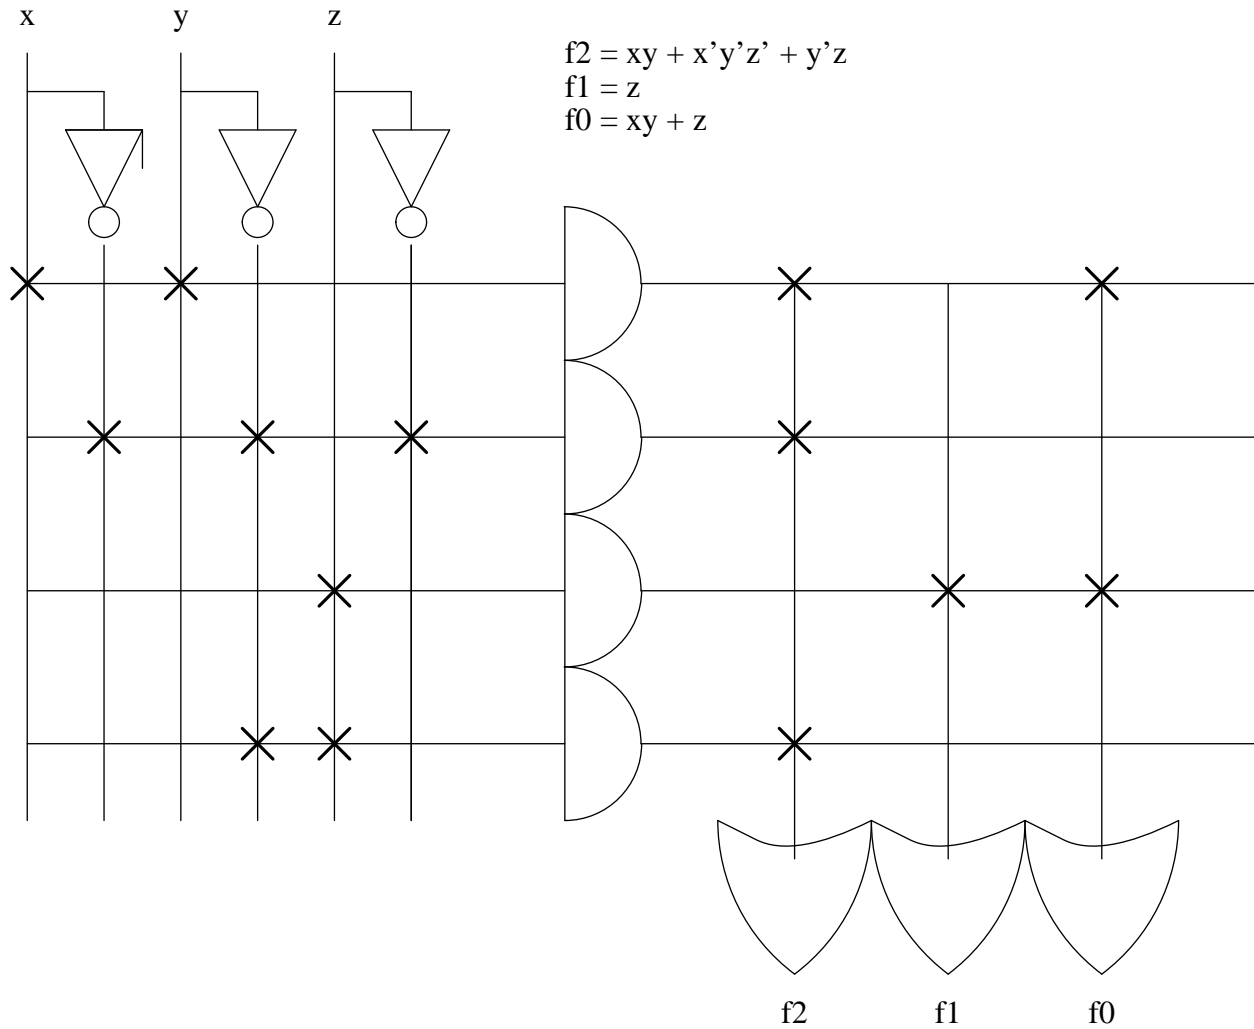 x y z
f2 = xy + x’y’z’ + y’z
f1 = z
f0 = xy + z
f2 f1 f0